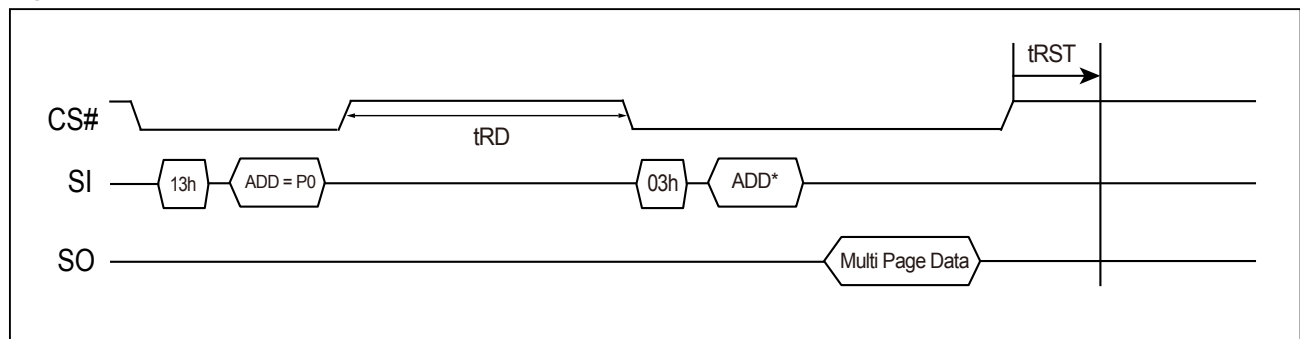 tRST
CS#
tRD
SI 13h ADD = P0 03h ADD*
SO Multi Page Data